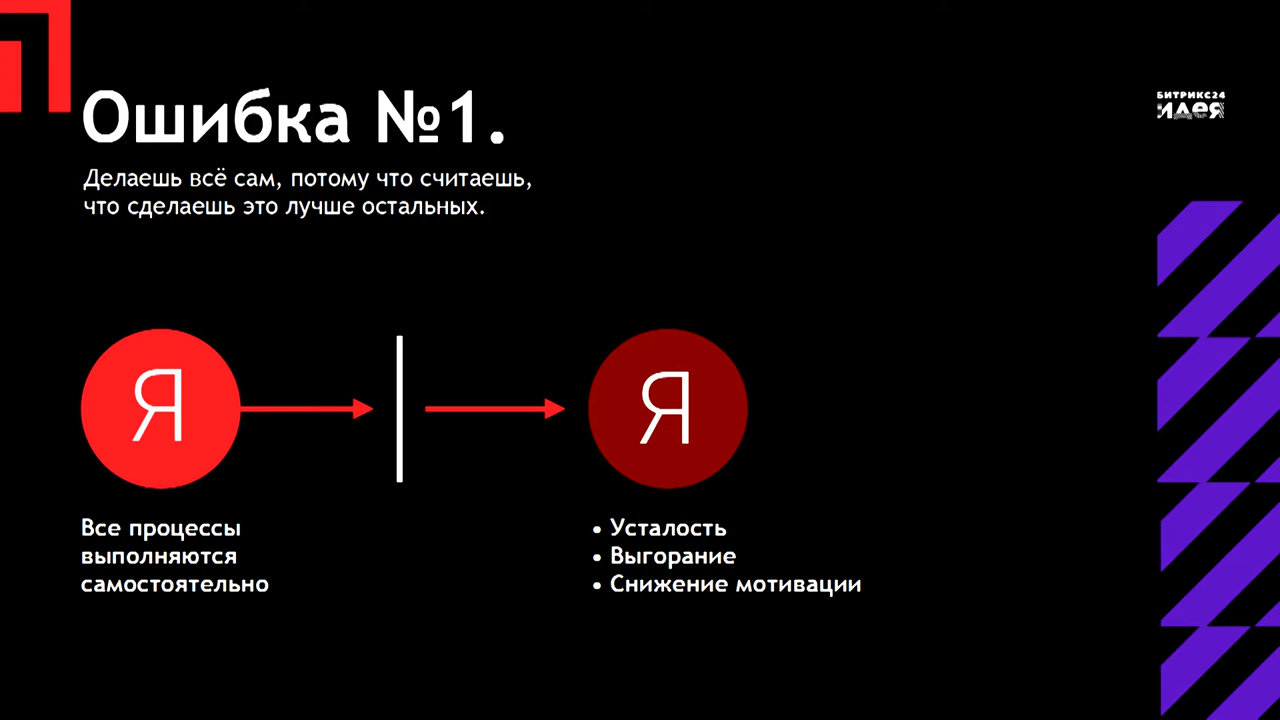 Ошибка №1.
БИТРИКС24
идея
Делаешь всё сам, потому что считаешь,
что сделаешь это лучше остальных.
Я
Я
Все процессы
выполняются
самостоятельно
• Усталость
• Выгорание
• Снижение мотивации